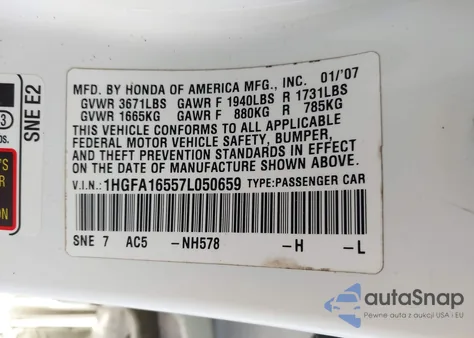 MFD. BY HONDA OF AMERICA MFG., INC. 01/'07
GVWR 3671LBS GAWR F 1940LBS R 1731LBS
GVWR 1665KG GAWR F 880KG R 785KG
THIS VEHICLE CONFORMS TO ALL APPLICABLE
FEDERAL MOTOR VEHICLE SAFETY, BUMPER,
AND THEFT PREVENTION STANDARDS IN EFFECT
ON THE DATE OF MANUFACTURE SHOWN ABOVE.
V.I.N.: 1HGFA16557L050659 TYPE:PASSENGER CAR
SNE 7 AC5 -NH578 -H -L
SNE E2
3
autoSnap
Pewne auta z USA i EU